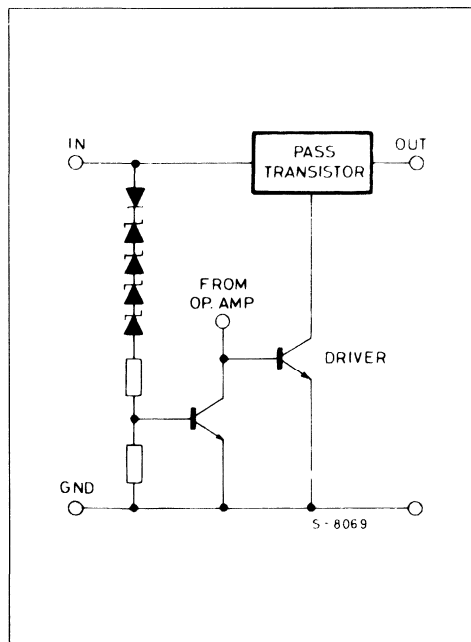 IN
PASS
TRANSISTOR
OUT
FROM
OP. AMP
DRIVER
GND
S-8069